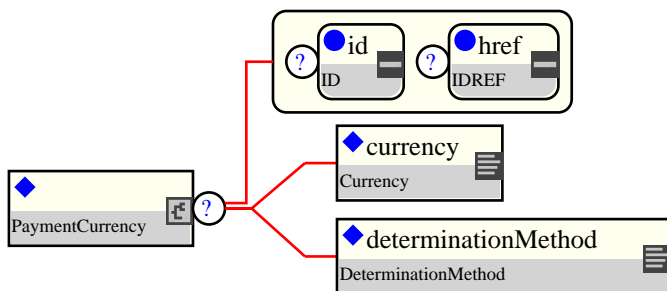 ? id
ID
? href
IDREF
currency
Currency
PaymentCurrency
?
determinationMethod
DeterminationMethod